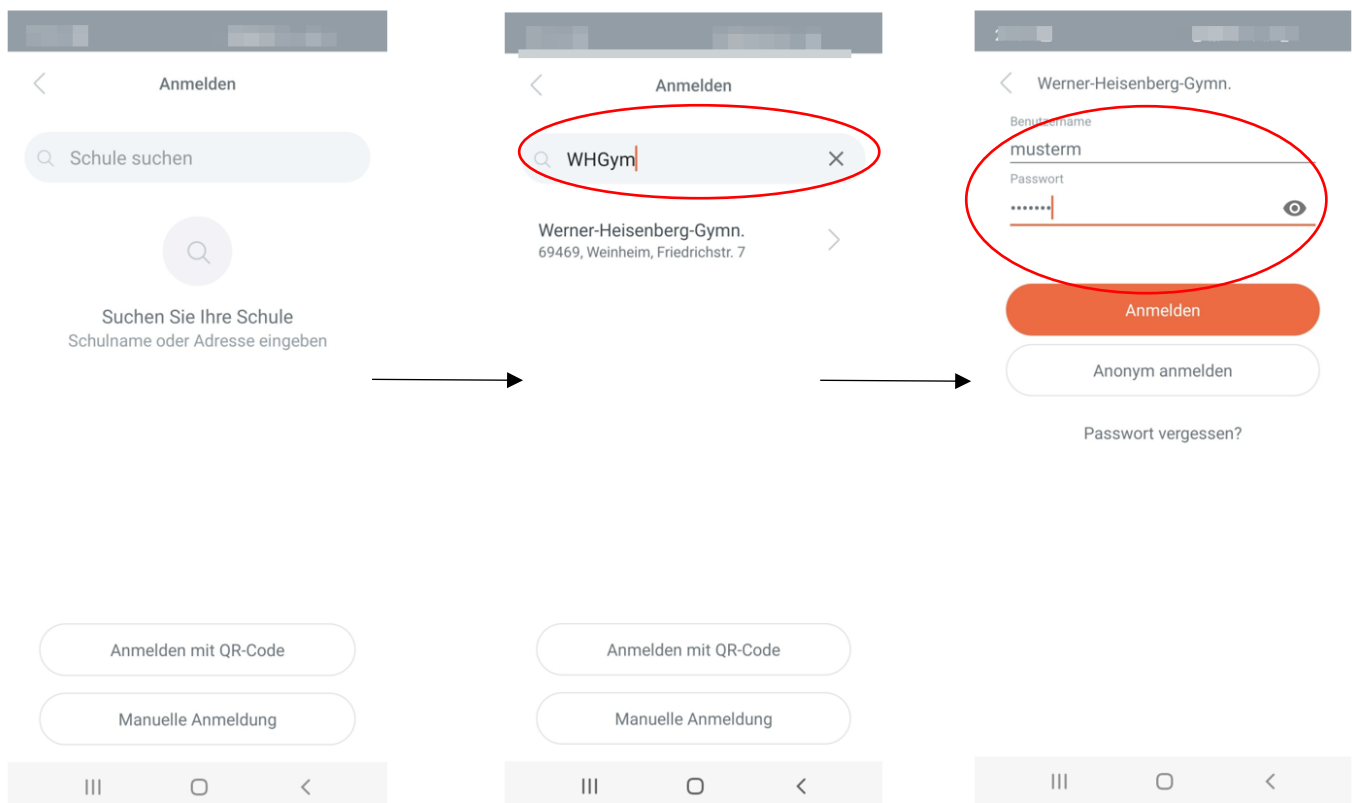 Anmelden
Schule suchen
Suchen Sie Ihre Schule
Schulname oder Adresse eingeben
Anmelden mit QR-Code
Manuelle Anmeldung
Anmelden
WHGym
Werner-Heisenberg-Gymn.
69469, Weinheim, Friedrichstr. 7
Anmelden mit QR-Code
Manuelle Anmeldung
Werner-Heisenberg-Gymn.
Benutzername
musterm
Passwort
•••••••
Anmelden
Anonym anmelden
Passwort vergessen?